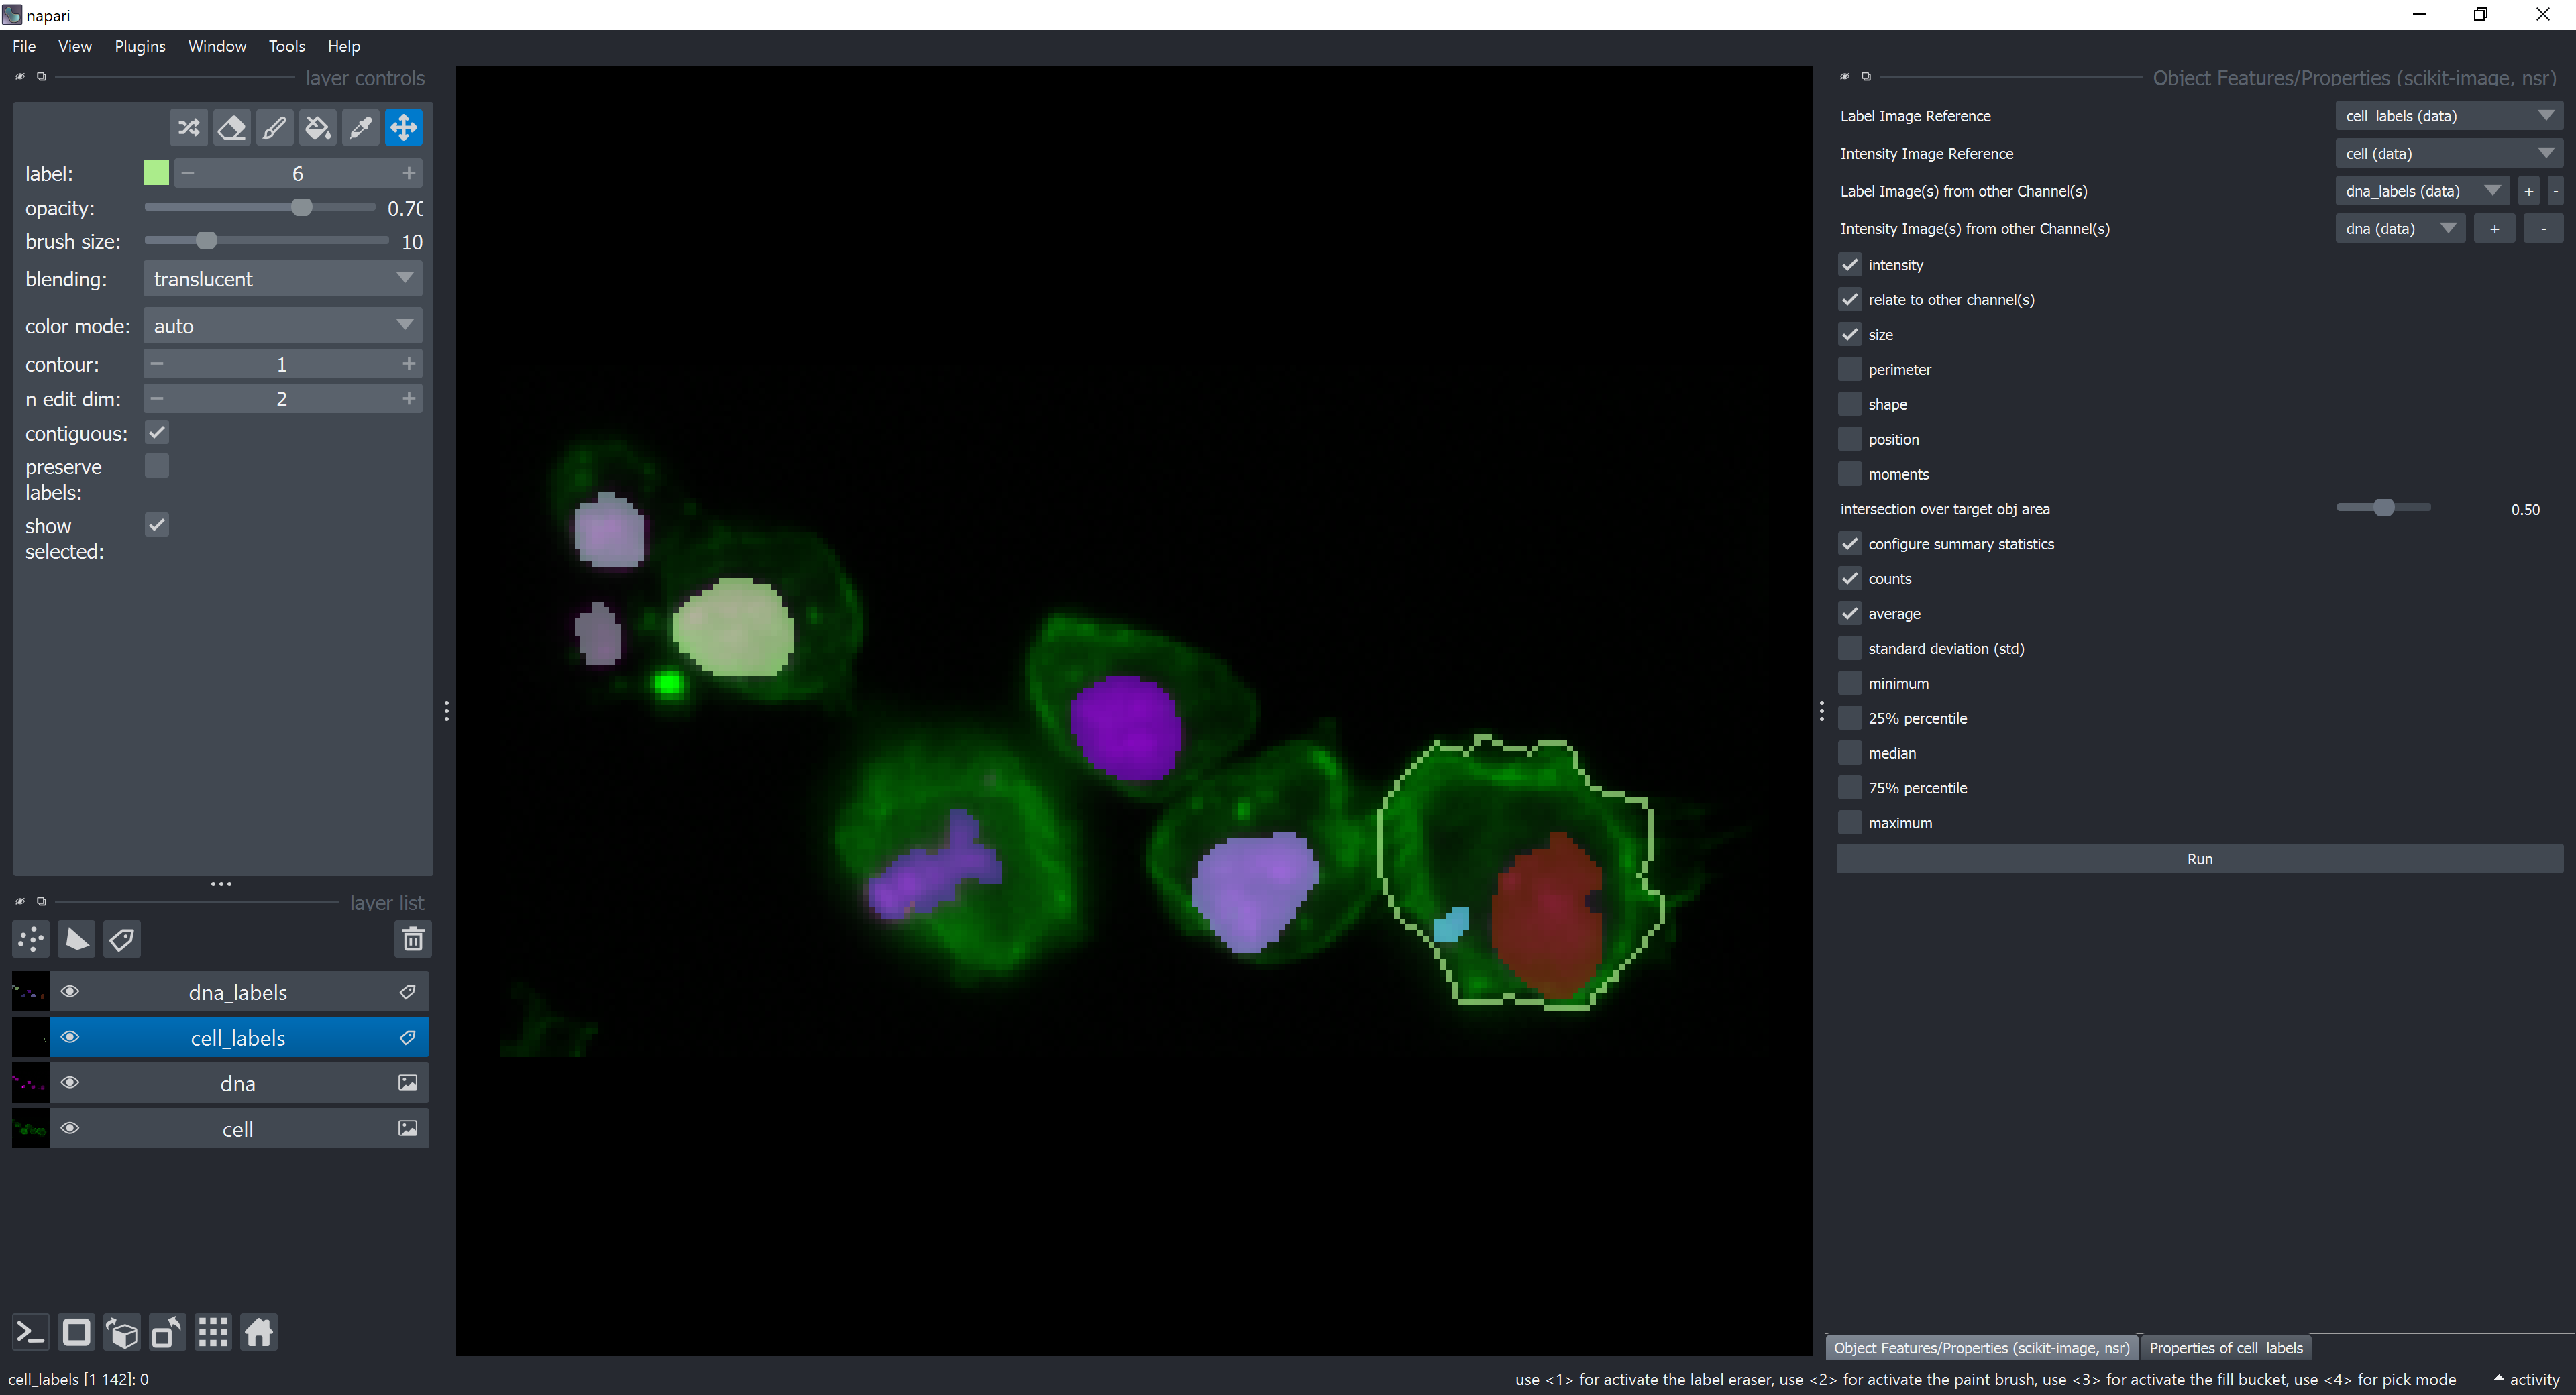 napari
File View Plugins Window Tools Help
layer controls
label: 6
opacity: 0.70
brush size: 10
blending: translucent
color mode: auto
contour: 1
n edit dim: 2
contiguous:
preserve
labels:
show
selected:
layer list
dna_labels
cell_labels
dna
cell
cell_labels [1 142]: 0
Object Features/Properties (scikit-image, nsr)
Label Image Reference cell_labels (data)
Intensity Image Reference cell (data)
Label Image(s) from other Channel(s) dna_labels (data) + -
Intensity Image(s) from other Channel(s) dna (data) + -
intensity
relate to other channel(s)
size
perimeter
shape
position
moments
intersection over target obj area 0.50
configure summary statistics
counts
average
standard deviation (std)
minimum
25% percentile
median
75% percentile
maximum
Run
Object Features/Properties (scikit-image, nsr) Properties of cell_labels
use <1> for activate the label eraser, use <2> for activate the paint brush, use <3> for activate the fill bucket, use <4> for pick mode activity